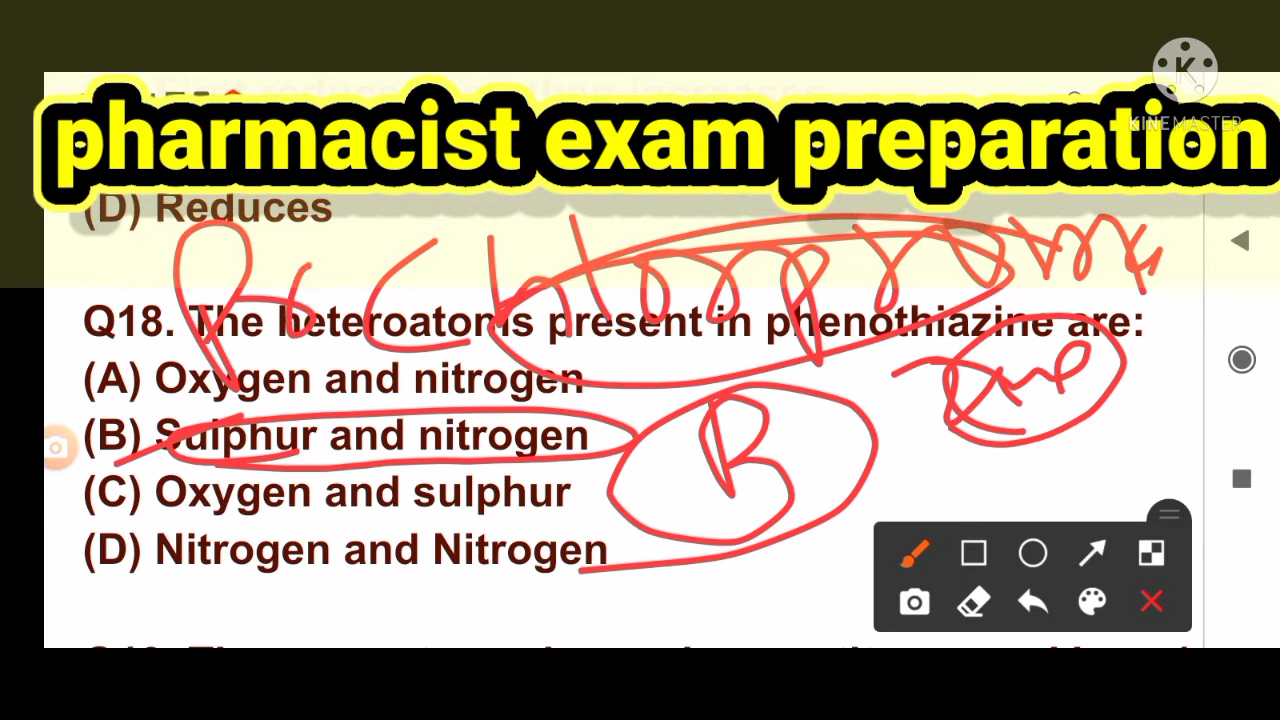 KINEMASTER
pharmacist exam preparation
(D) Reduces
Q18. The heteroatoms present in phenothiazine are:
(A) Oxygen and nitrogen
(B) Sulphur and nitrogen
B
(C) Oxygen and sulphur
(D) Nitrogen and Nitrogen